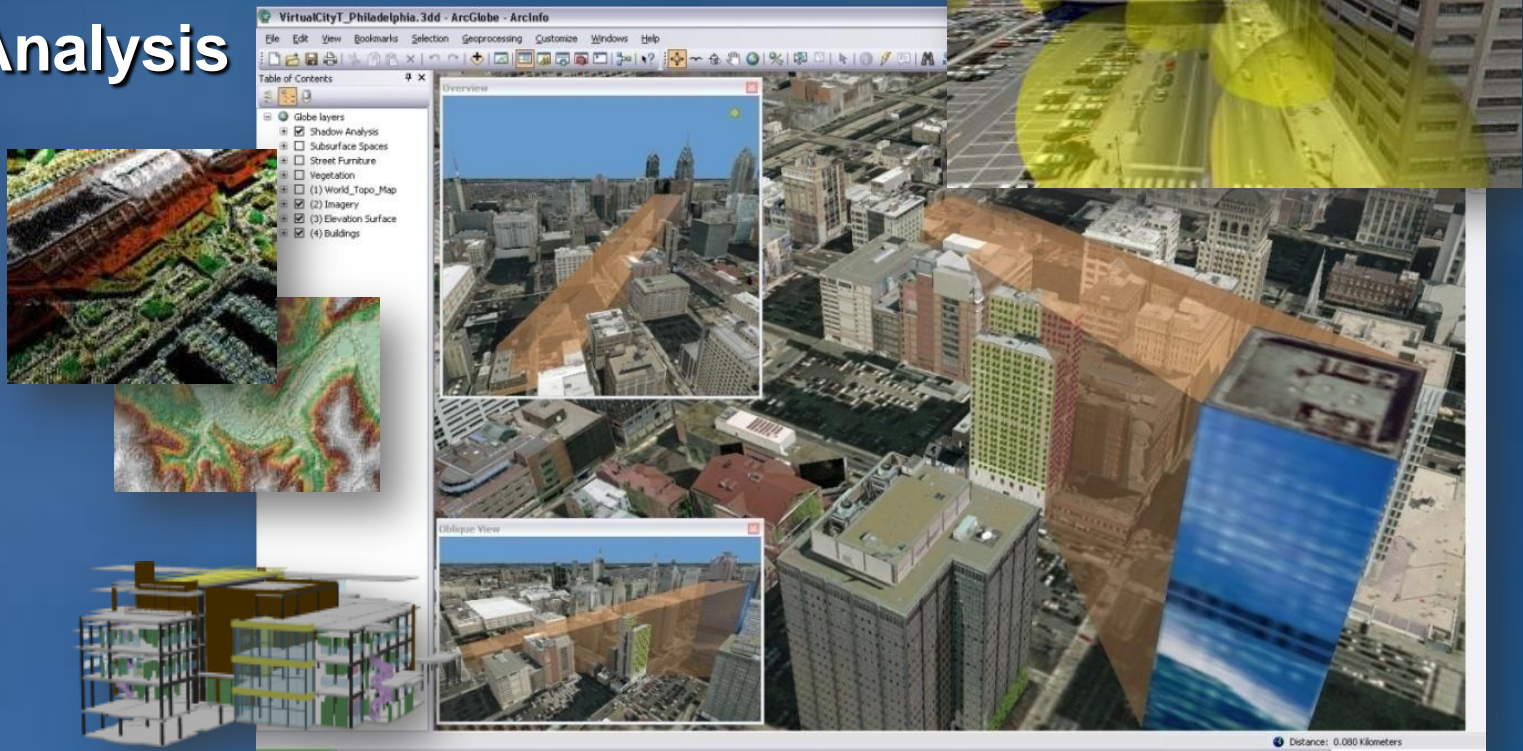 Analysis
VirtualCityT_Philadelphia.3dd - ArcGlobe - ArcInfo
File Edit View Bookmarks Selection Geoprocessing Customize Windows Help
Table of Contents
Globe layers
Shadow Analysis
Subsurface Spaces
Street Furniture
Vegetation
(1) World_Topo_Map
(2) Imagery
(3) Elevation Surface
(4) Buildings
Overview
Oblique View
Distance: 0.080 Kilometers